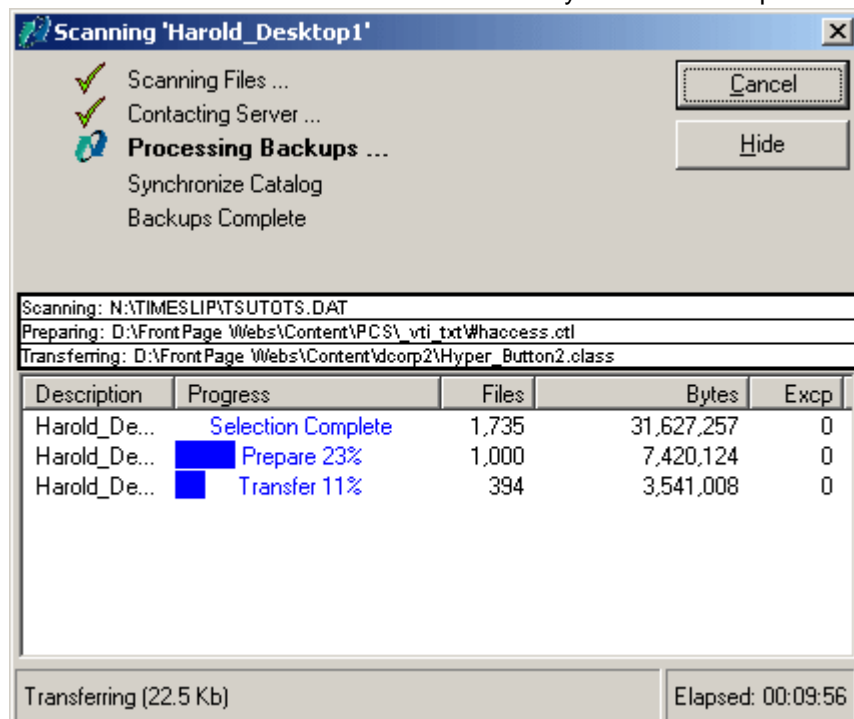 Scanning 'Harold_Desktop1'
Scanning Files ...
Cancel
Contacting Server ...
Processing Backups ...
Hide
Synchronize Catalog
Backups Complete
Scanning: N:\TIMESLIP\TSUTOTS.DAT
Preparing: D:\FrontPage Webs\Content\PCS\_vti_txt\#haccess.ctl
Transferring: D:\FrontPage Webs\Content\dcorp2\Hyper_Button2.class
Description Progress Files Bytes Excp
Harold_De... Selection Complete 1,735 31,627,257 0
Harold_De... Prepare 23% 1,000 7,420,124 0
Harold_De... Transfer 11% 394 3,541,008 0
Transferring (22.5 Kb) Elapsed: 00:09:56